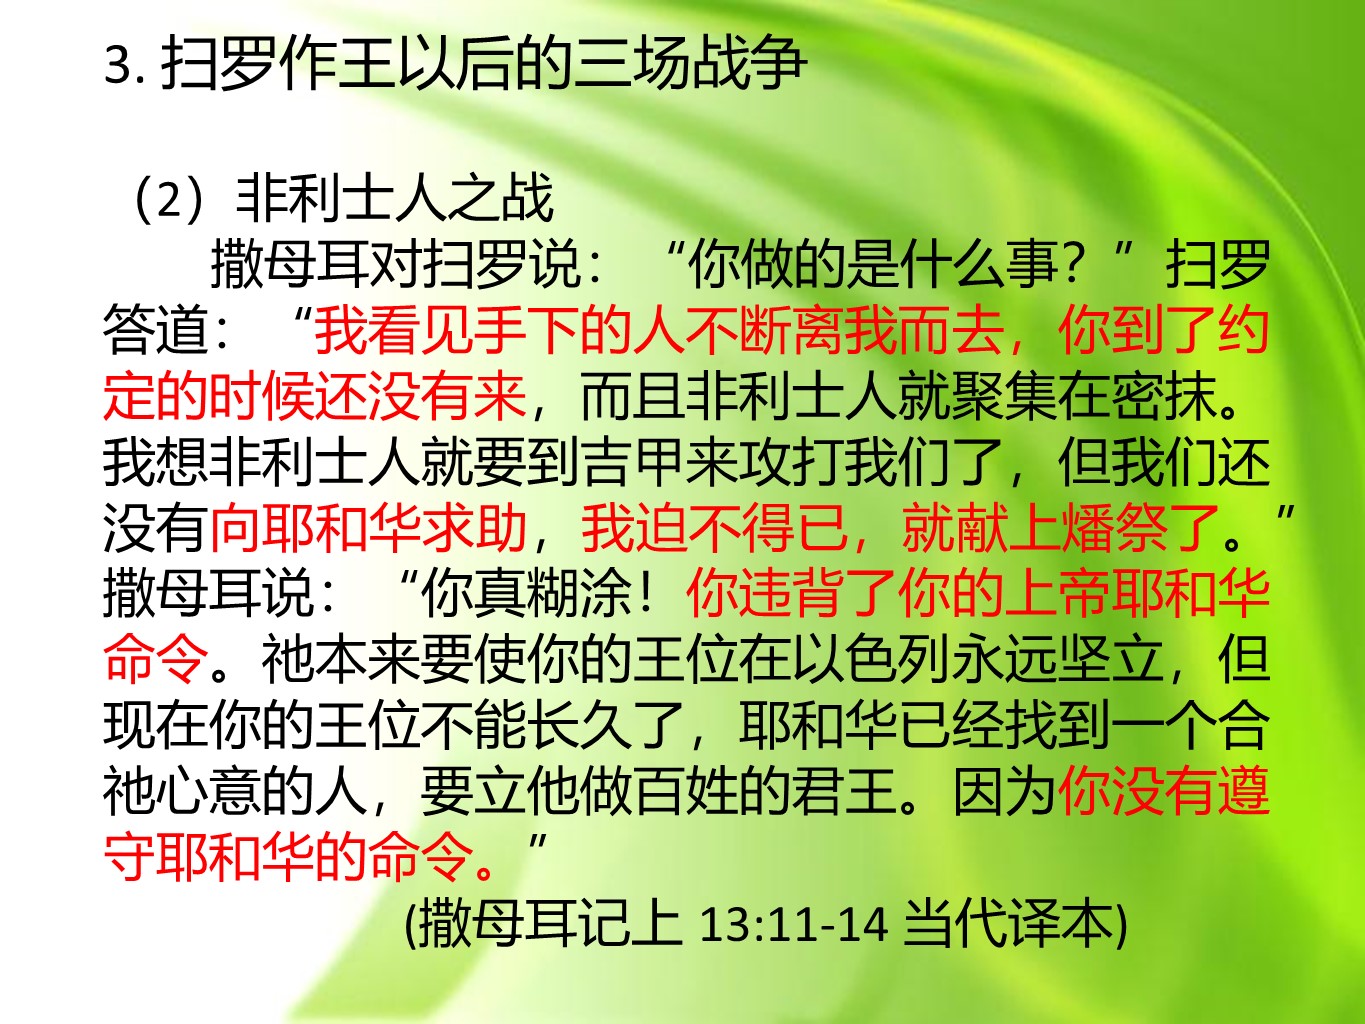 3. 扫罗作王以后的三场战争
（2）非利士人之战
撒母耳对扫罗说：“你做的是什么事？”扫罗
答道：“我看见手下的人不断离我而去，你到了约
定的时候还没有来，而且非利士人就聚集在密抹。
我想非利士人就要到吉甲来攻打我们了，但我们还
没有向耶和华求助，我迫不得已，就献上燔祭了。”
撒母耳说：“你真糊涂！你违背了你的上帝耶和华
命令。祂本来要使你的王位在以色列永远坚立，但
现在你的王位不能长久了，耶和华已经找到一个合
祂心意的人，要立他做百姓的君王。因为你没有遵
守耶和华的命令。”
(撒母耳记上 13:11-14 当代译本)